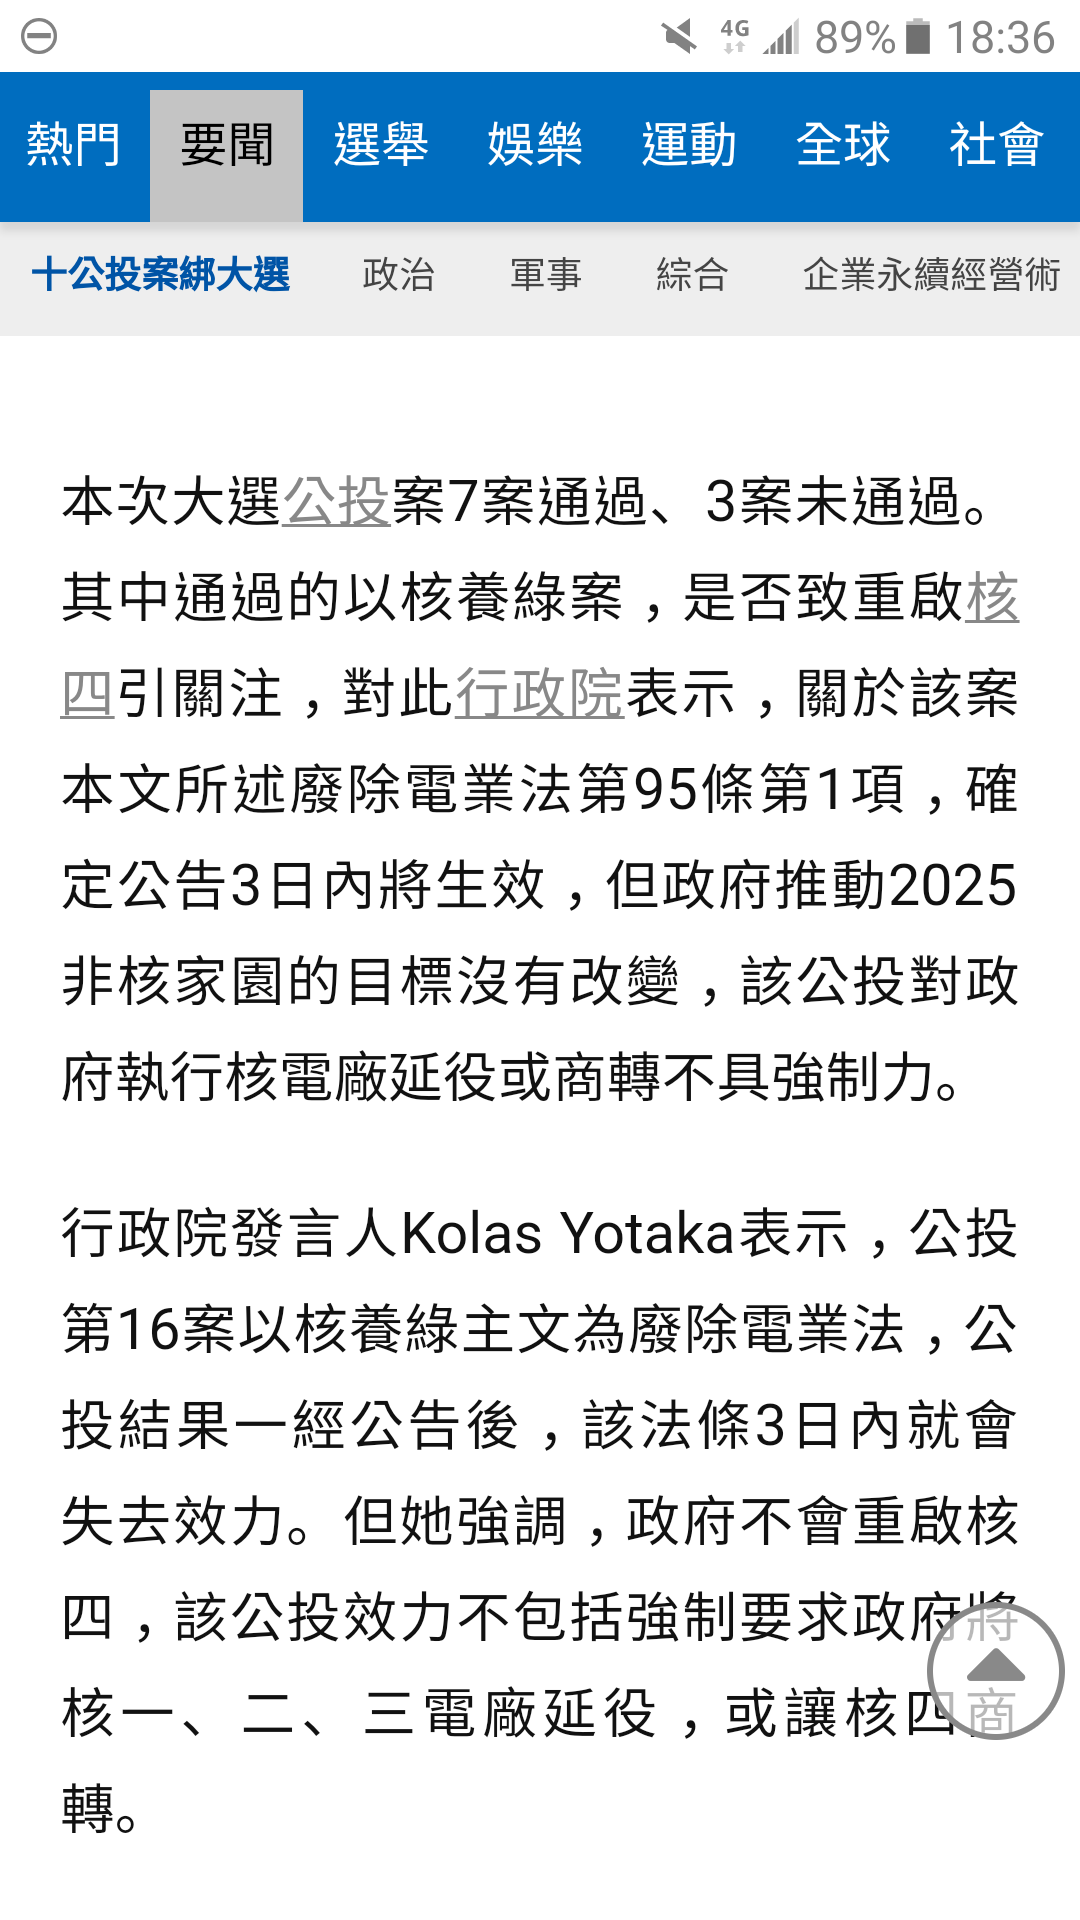 4G 89% 18:36
熱門 要聞 選舉 娛樂 運動 全球 社會
十公投案綁大選 政治 軍事 綜合 企業永續經營術
本次大選公投案7案通過、3案未通過。
其中通過的以核養綠案，是否致重啟核
四引關注，對此行政院表示，關於該案
本文所述廢除電業法第95條第1項，確
定公告3日內將生效，但政府推動2025
非核家園的目標沒有改變，該公投對政
府執行核電廠延役或商轉不具強制力。
行政院發言人Kolas Yotaka表示，公投
第16案以核養綠主文為廢除電業法，公
投結果一經公告後，該法條3日內就會
失去效力。但她強調，政府不會重啟核
四，該公投效力不包括強制要求政府將
核一、二、三電廠延役，或讓核四商
轉。